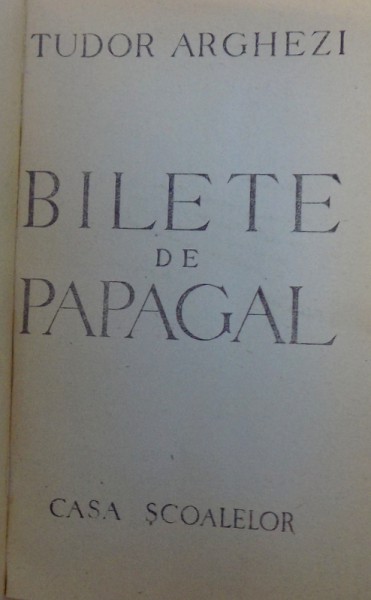 TUDOR ARGHEZI
BILETE
DE
PAPAGAL
CASA ȘCOALELOR